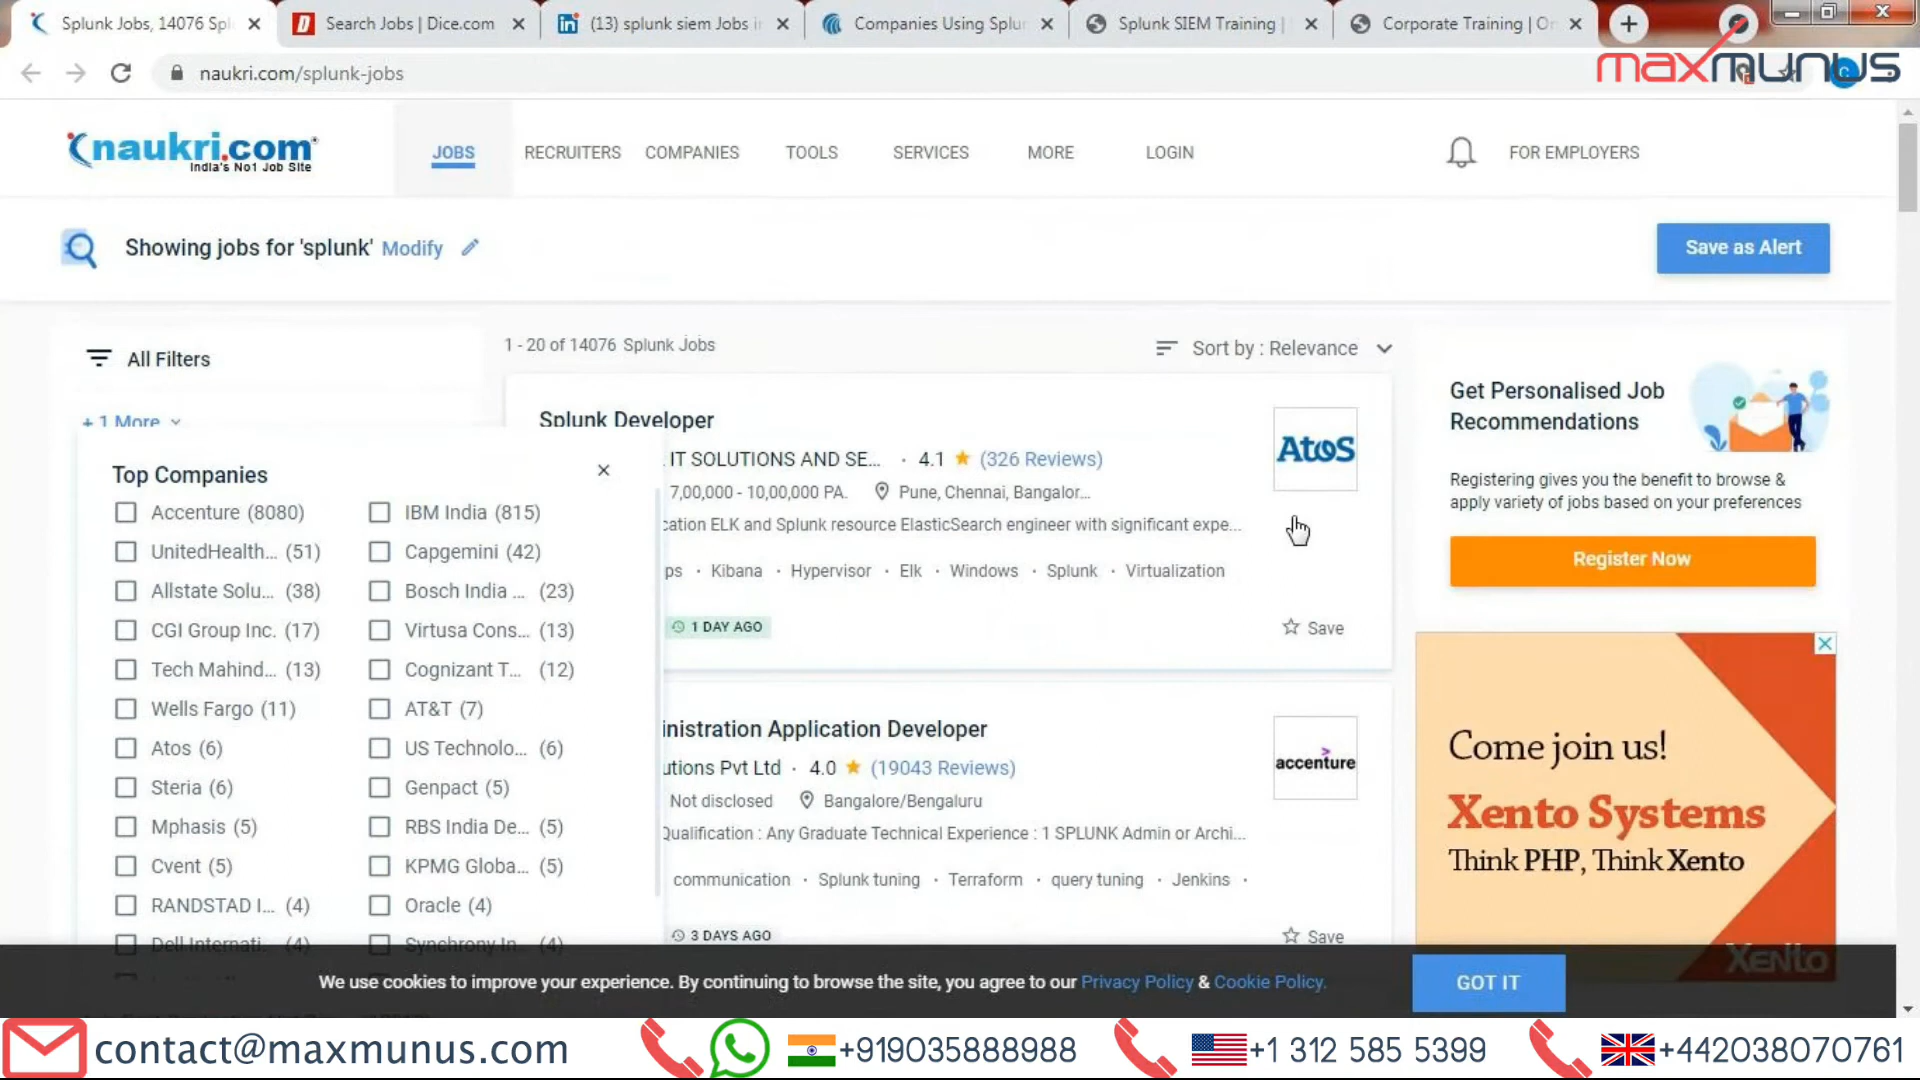 Splunk Jobs, 14076 Spl
Search Jobs | Dice.com
(13) splunk siem Jobs i
Companies Using Splu
Splunk SIEM Training |
Corporate Training | O
naukri.com/splunk-jobs
maxmunus
naukri.com
India's No1 Job Site
JOBS
RECRUITERS
COMPANIES
TOOLS
SERVICES
MORE
LOGIN
FOR EMPLOYERS
Showing jobs for 'splunk' Modify
Save as Alert
All Filters
+ 1 More
Top Companies
Accenture (8080)
IBM India (815)
UnitedHealth... (51)
Capgemini (42)
Allstate Solu... (38)
Bosch India ... (23)
CGI Group Inc. (17)
Virtusa Cons... (13)
Tech Mahind... (13)
Cognizant T... (12)
Wells Fargo (11)
AT&T (7)
Atos (6)
US Technolo... (6)
Steria (6)
Genpact (5)
Mphasis (5)
RBS India De... (5)
Cvent (5)
KPMG Globa... (5)
RANDSTAD I... (4)
Oracle (4)
Dell Internati... (4)
Synchrony In... (4)
1 - 20 of 14076 Splunk Jobs
Sort by : Relevance
Splunk Developer
IT SOLUTIONS AND SE... · 4.1 (326 Reviews)
7,00,000 - 10,00,000 PA. Pune, Chennai, Bangalor...
cation ELK and Splunk resource ElasticSearch engineer with significant expe...
ps · Kibana · Hypervisor · Elk · Windows · Splunk · Virtualization
1 DAY AGO
Save
Atos
inistration Application Developer
utions Pvt Ltd · 4.0 (19043 Reviews)
Not disclosed Bangalore/Bengaluru
Qualification : Any Graduate Technical Experience : 1 SPLUNK Admin or Archi...
communication · Splunk tuning · Terraform · query tuning · Jenkins ·
3 DAYS AGO
Save
accenture
Get Personalised Job
Recommendations
Registering gives you the benefit to browse &
apply variety of jobs based on your preferences
Register Now
Come join us!
Xento Systems
Think PHP, Think Xento
Xento
We use cookies to improve your experience. By continuing to browse the site, you agree to our Privacy Policy & Cookie Policy.
GOT IT
contact@maxmunus.com
+919035888988
+1 312 585 5399
+442038070761